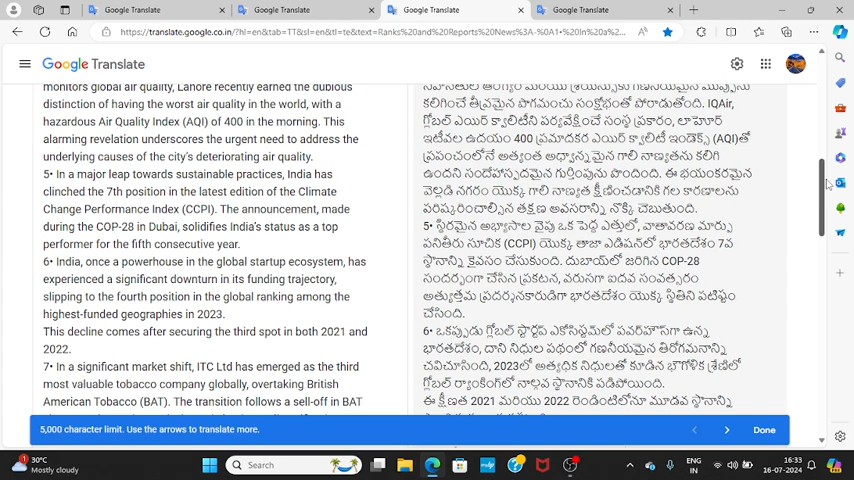 Google Translate
Google Translate
Google Translate
Google Translate
https://translate.google.co.in/?hl=en&tab=TT&sl=en&tl=te&text=Ranks%20and%20Reports%20News%3A-%0A1•%20In%20a...
Google Translate
monitors global air quality, Lahore recently earned the dubious
distinction of having the worst air quality in the world, with a
hazardous Air Quality Index (AQI) of 400 in the morning. This
alarming revelation underscores the urgent need to address the
underlying causes of the city's deteriorating air quality.
5• In a major leap towards sustainable practices, India has
clinched the 7th position in the latest edition of the Climate
Change Performance Index (CCPI). The announcement, made
during the COP-28 in Dubai, solidifies India's status as a top
performer for the fifth consecutive year.
6• India, once a powerhouse in the global startup ecosystem, has
experienced a significant downturn in its funding trajectory,
slipping to the fourth position in the global ranking among the
highest-funded geographies in 2023.
This decline comes after securing the third spot in both 2021 and
2022.
7• In a significant market shift, ITC Ltd has emerged as the third
most valuable tobacco company globally, overtaking British
American Tobacco (BAT). The transition follows a sell-off in BAT
కలిగించే తీవ్రమైన పొగమంచు సంక్షోభంతో పోరాడుతోంది. IQAir,
గ్లోబల్ ఎయిర్ క్వాలిటీని పర్యవేక్షించే సంస్థ ప్రకారం, లాహోర్
ఇటీవల ఉదయం 400 ప్రమాదకర ఎయిర్ క్వాలిటీ ఇండెక్స్ (AQI)తో
ప్రపంచంలోనే అత్యంత అధ్వాన్నమైన గాలి నాణ్యతను కలిగి
ఉందని సందేహాస్పదమైన గుర్తింపును పొందింది. ఈ భయంకరమైన
వెల్లడి నగరం యొక్క గాలి నాణ్యత క్షీణించడానికి గల కారణాలను
పరిష్కరించాల్సిన తక్షణ అవసరాన్ని నొక్కి చెబుతుంది.
5• స్థిరమైన అభ్యాసాల వైపు ఒక పెద్ద ఎత్తులో, వాతావరణ మార్పు
పనితీరు సూచిక (CCPI) యొక్క తాజా ఎడిషన్‌లో భారతదేశం 7వ
స్థానాన్ని కైవసం చేసుకుంది. దుబాయ్‌లో జరిగిన COP-28
సందర్భంగా చేసిన ప్రకటన, వరుసగా ఐదవ సంవత్సరం
అత్యుత్తమ ప్రదర్శనకారుడిగా భారతదేశం యొక్క స్థితిని పటిష్టం
చేసింది.
6• ఒకప్పుడు గ్లోబల్ స్టార్టప్ ఎకోసిస్టమ్‌లో పవర్‌హౌస్‌గా ఉన్న
భారతదేశం, దాని నిధుల పథంలో గణనీయమైన తిరోగమనాన్ని
చవిచూసింది, 2023లో అత్యధిక నిధులతో కూడిన భౌగోళిక శ్రేణిలో
గ్లోబల్ ర్యాంకింగ్‌లో నాల్గవ స్థానానికి పడిపోయింది.
ఈ క్షీణత 2021 మరియు 2022 రెండింటిలోనూ మూడవ స్థానాన్ని
5,000 character limit. Use the arrows to translate more.
Done
30°C
Mostly cloudy
Search
ENG
IN
16:33
16-07-2024